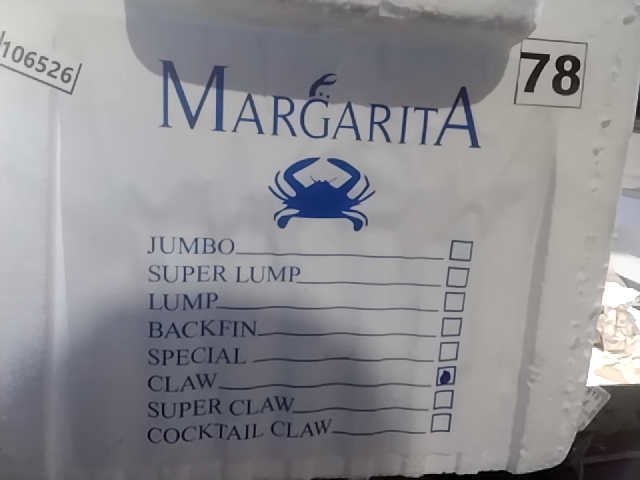 106526
78
MARGARITA
JUMBO
SUPER LUMP
LUMP
BACKFIN
SPECIAL
CLAW
SUPER CLAW
COCKTAIL CLAW